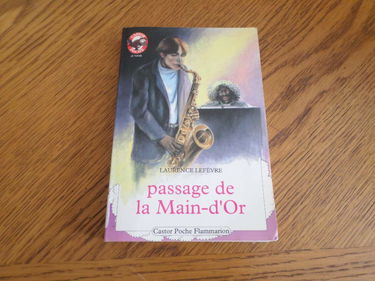 LAURENCE LEFÈVRE
passage de
la Main-d'Or
Castor Poche Flammarion